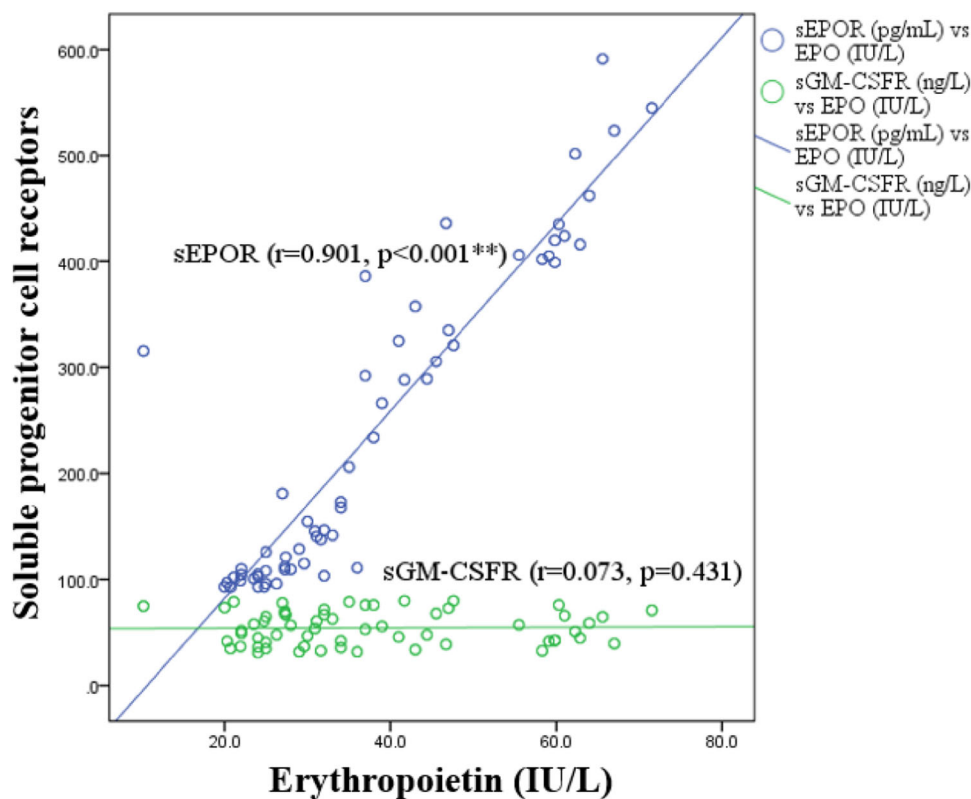 Soluble progenitor cell receptors
600.0
500.0
400.0
300.0
200.0
100.0
.0
sEPOR (r=0.901, p<0.001**)
sGM-CSFR (r=0.073, p=0.431)
20.0
40.0
60.0
80.0
Erythropoietin (IU/L)
sEPOR (pg/mL) vs
EPO (IU/L)
sGM-CSFR (ng/L)
vs EPO (IU/L)
sEPOR (pg/mL) vs
EPO (IU/L)
sGM-CSFR (ng/L)
vs EPO (IU/L)